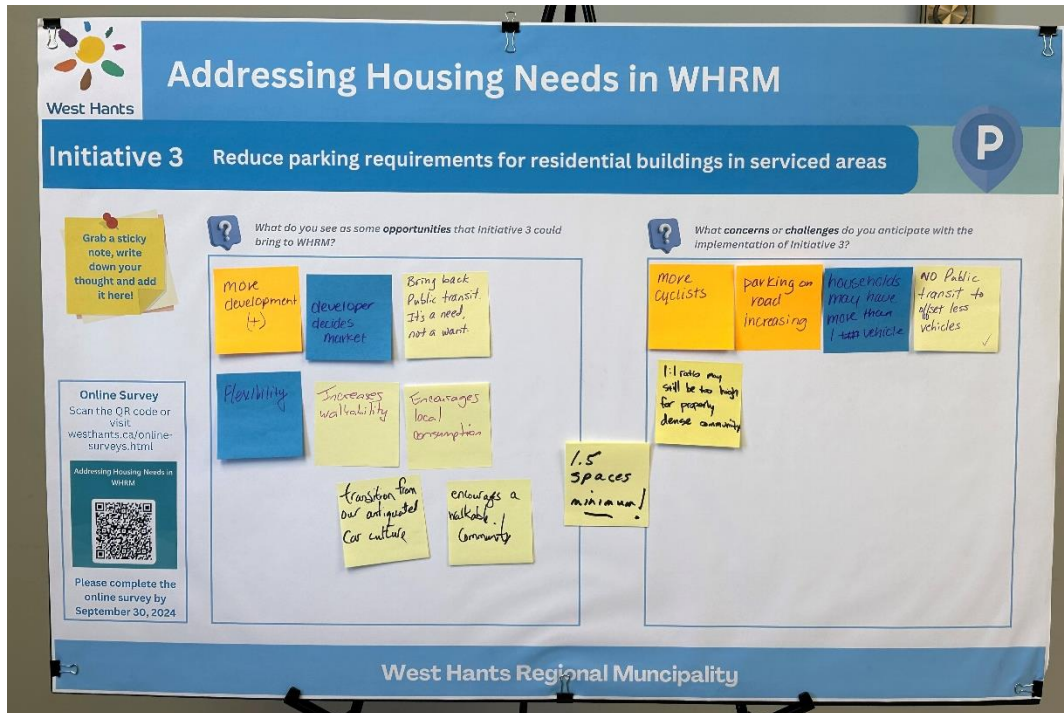 West Hants
Addressing Housing Needs in WHRM
Initiative 3
Reduce parking requirements for residential buildings in serviced areas
P
Grab a sticky
note, write
down your
thought and add
it here!
?
What do you see as some opportunities that Initiative 3 could
bring to WHRM?
more
development
(+)
developer
decides
market
Bring back
Public transit.
It's a need,
not a want.
Flexibility
Increases
walkability
Encourages
local
consumption
transition from
our antiquated
Car culture
encourages a
walkable!
Community
1.5
spaces
minimum!
?
What concerns or challenges do you anticipate with the
implementation of Initiative 3?
more
cyclists
parking on
road
increasing
households
may have
more than
1 vehicle
NO Public
transit to
offset less
vehicles
1:1 ratio may
still be too high
for properly
dense community
Online Survey
Scan the QR code or
visit
westhants.ca/online-
surveys.html
Addressing Housing Needs in
WHRM
Please complete the
online survey by
September 30, 2024
West Hants Regional Muncipality